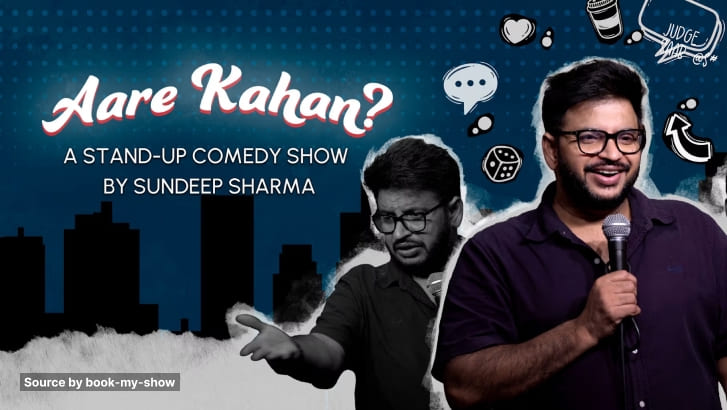 Aare Kahan?
A STAND-UP COMEDY SHOW
BY SUNDEEP SHARMA
JUDGE
Source by book-my-show